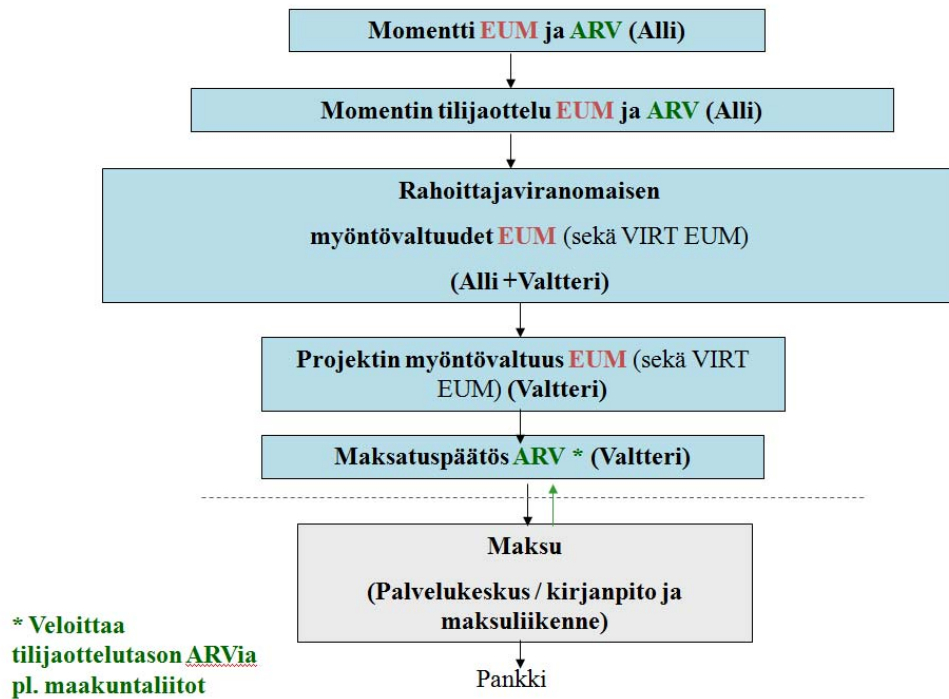 Momentti EUM ja ARV (Alli)
Momentin tilijaottelu EUM ja ARV (Alli)
Rahoittajaviranomaisen
myöntövaltuudet EUM (sekä VIRT EUM)
(Alli +Valtteri)
Projektin myöntövaltuus EUM (sekä VIRT
EUM) (Valtteri)
Maksatuspäätös ARV * (Valtteri)
Maksu
(Palvelukeskus / kirjanpito ja
maksuliikenne)
Pankki
* Veloittaa
tilijaottelutason ARVia
pl. maakuntaliitot